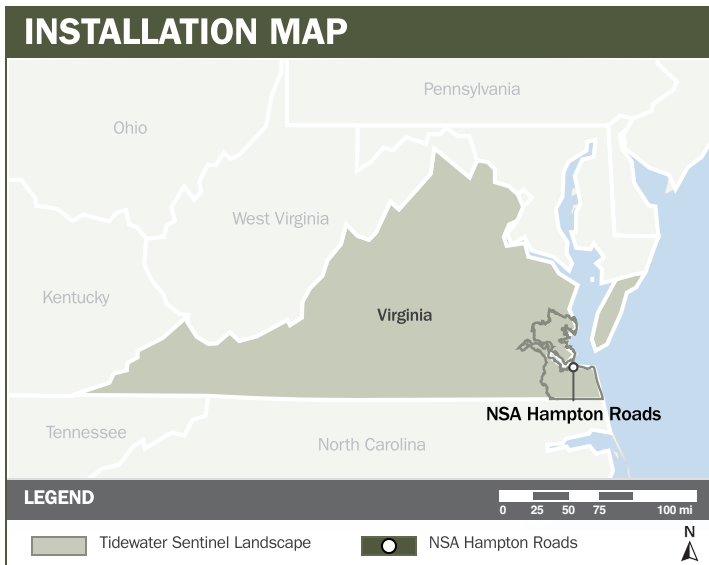 INSTALLATION MAP
Pennsylvania
Ohio
West Virginia
Kentucky
Virginia
NSA Hampton Roads
Tennessee
North Carolina
LEGEND
0 25 50 75 100 mi
Tidewater Sentinel Landscape
NSA Hampton Roads
N